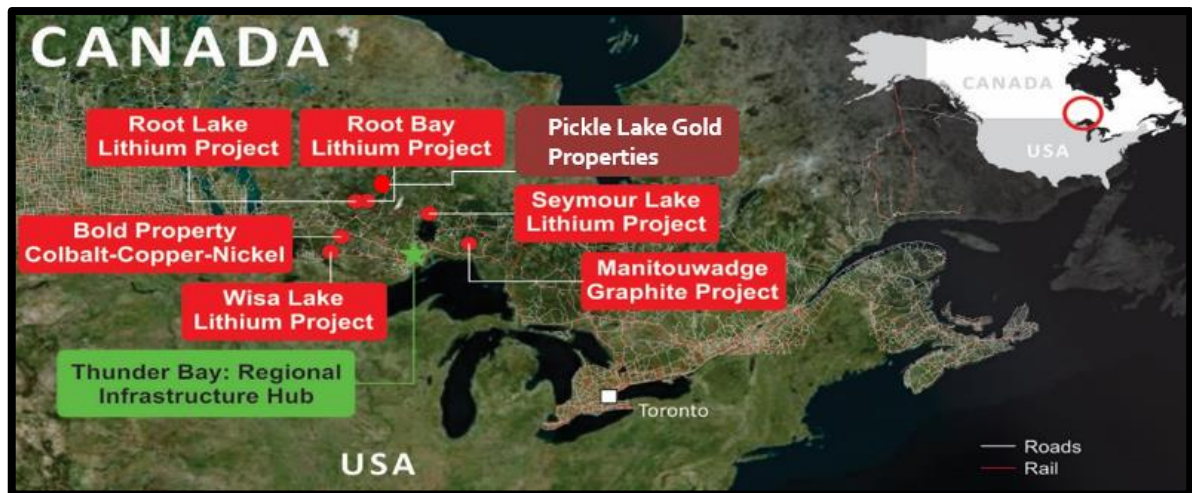 CANADA
CANADA
USA
Root Lake
Lithium Project
Root Bay
Lithium Project
Pickle Lake Gold
Properties
Seymour Lake
Lithium Project
Bold Property
Colbalt-Copper-Nickel
Manitouwadge
Graphite Project
Wisa Lake
Lithium Project
Thunder Bay: Regional
Infrastructure Hub
Toronto
USA
Roads
Rail